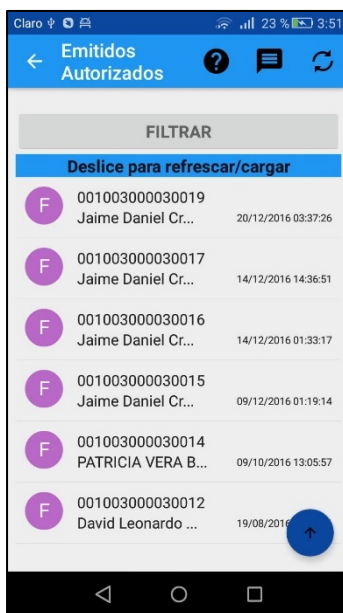 Claro 23 % 3:51
Emitidos
Autorizados
FILTRAR
Deslice para refrescar/cargar
F 001003000030019
Jaime Daniel Cr... 20/12/2016 03:37:26
F 001003000030017
Jaime Daniel Cr... 14/12/2016 14:36:51
F 001003000030016
Jaime Daniel Cr... 14/12/2016 01:33:17
F 001003000030015
Jaime Daniel Cr... 09/12/2016 01:19:14
F 001003000030014
PATRICIA VERA B... 09/10/2016 13:05:57
F 001003000030012
David Leonardo ... 19/08/2016